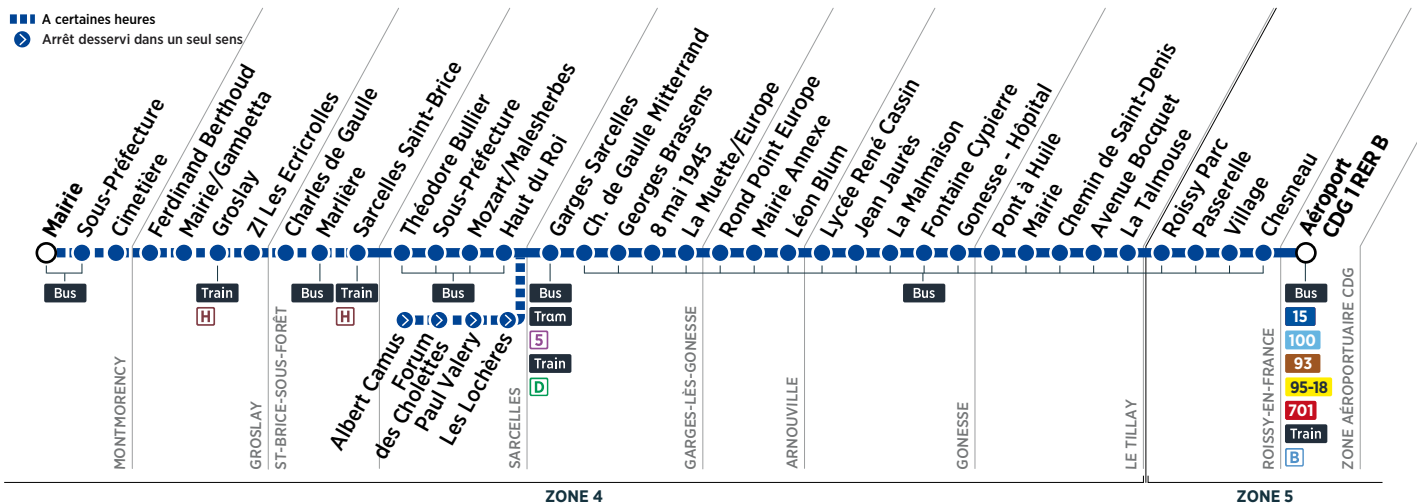 A certaines heures
Arrêt desservi dans un seul sens
Mairie
Sous-Préfecture
Cimetière
Ferdinand Berthoud
Mairie/Gambetta
Groslay
ZI Les Ecricrolles
Charles de Gaulle
Marlière
Sarcelles Saint-Brice
Théodore Bullier
Sous-Préfecture
Mozart/Malesherbes
Haut du Roi
Garges Sarcelles
Ch. de Gaulle Mitterrand
Georges Brassens
8 mai 1945
La Muette/Europe
Rond Point Europe
Mairie Annexe
Léon Blum
Lycée René Cassin
Jean Jaurès
La Malmaison
Fontaine Cypierre
Gonesse - Hôpital
Pont à Huile
Mairie
Chemin de Saint-Denis
Avenue Bocquet
La Talmouse
Roissy Parc
Passerelle
Village
Chesneau
Aéroport
CDG 1 RER B
Bus
Train
H
Bus
Train
H
Bus
Bus
Tram
5
Train
D
Bus
Bus
15
100
93
95-18
701
Train
B
Albert Camus
Forum
des Cholettes
Paul Valery
Les Lochères
MONTMORENCY
GROSLAY
ST-BRICE-SOUS-FORÊT
SARCELLES
GARGES-LÈS-GONESSE
ARNOUVILLE
GONESSE
LE TILLAY
ROISSY-EN-FRANCE
ZONE AÉROPORTUAIRE CDG
ZONE 4
ZONE 5